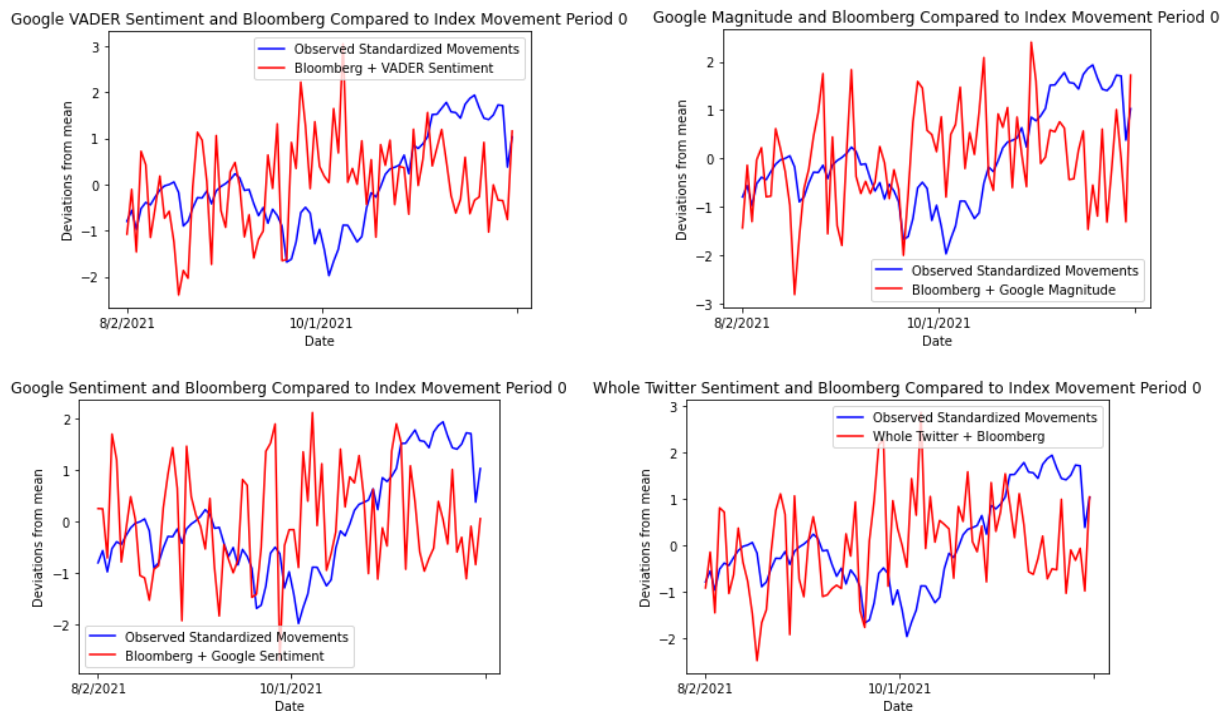 Google VADER Sentiment and Bloomberg Compared to Index Movement Period 0
Observed Standardized Movements
Bloomberg + VADER Sentiment
3
2
1
0
−1
−2
Deviations from mean
8/2/2021
10/1/2021
Date
Google Magnitude and Bloomberg Compared to Index Movement Period 0
2
1
0
−1
−2
−3
Deviations from mean
Observed Standardized Movements
Bloomberg + Google Magnitude
8/2/2021
10/1/2021
Date
Google Sentiment and Bloomberg Compared to Index Movement Period 0
2
1
0
−1
−2
Deviations from mean
Observed Standardized Movements
Bloomberg + Google Sentiment
8/2/2021
10/1/2021
Date
Whole Twitter Sentiment and Bloomberg Compared to Index Movement Period 0
Observed Standardized Movements
Whole Twitter + Bloomberg
3
2
1
0
−1
−2
Deviations from mean
8/2/2021
10/1/2021
Date